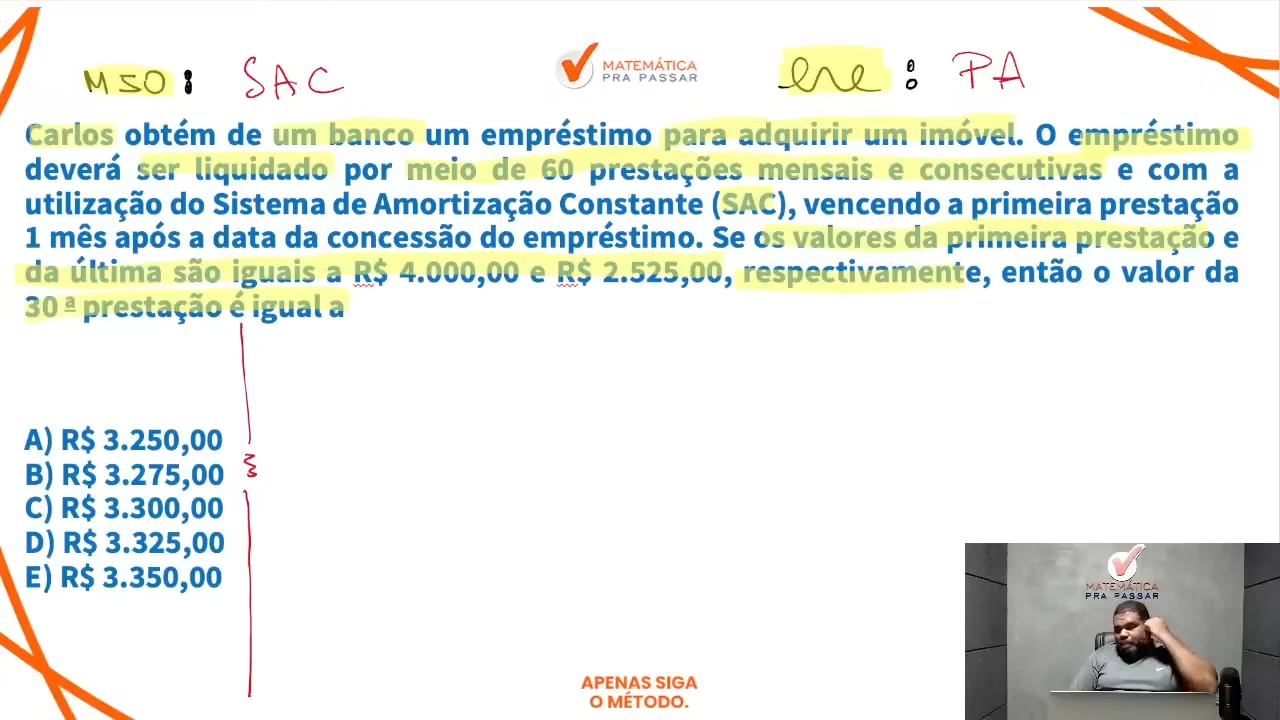 MSO: SAC
MATEMÁTICA
PRA PASSAR
: PA
Carlos obtém de um banco um empréstimo para adquirir um imóvel. O empréstimo
deverá ser liquidado por meio de 60 prestações mensais e consecutivas e com a
utilização do Sistema de Amortização Constante (SAC), vencendo a primeira prestação
1 mês após a data da concessão do empréstimo. Se os valores da primeira prestação e
da última são iguais a R$ 4.000,00 e R$ 2.525,00, respectivamente, então o valor da
30 ª prestação é igual a
A) R$ 3.250,00
B) R$ 3.275,00
C) R$ 3.300,00
D) R$ 3.325,00
E) R$ 3.350,00
MATEMÁTICA
PRA PASSAR
APENAS SIGA
O MÉTODO.